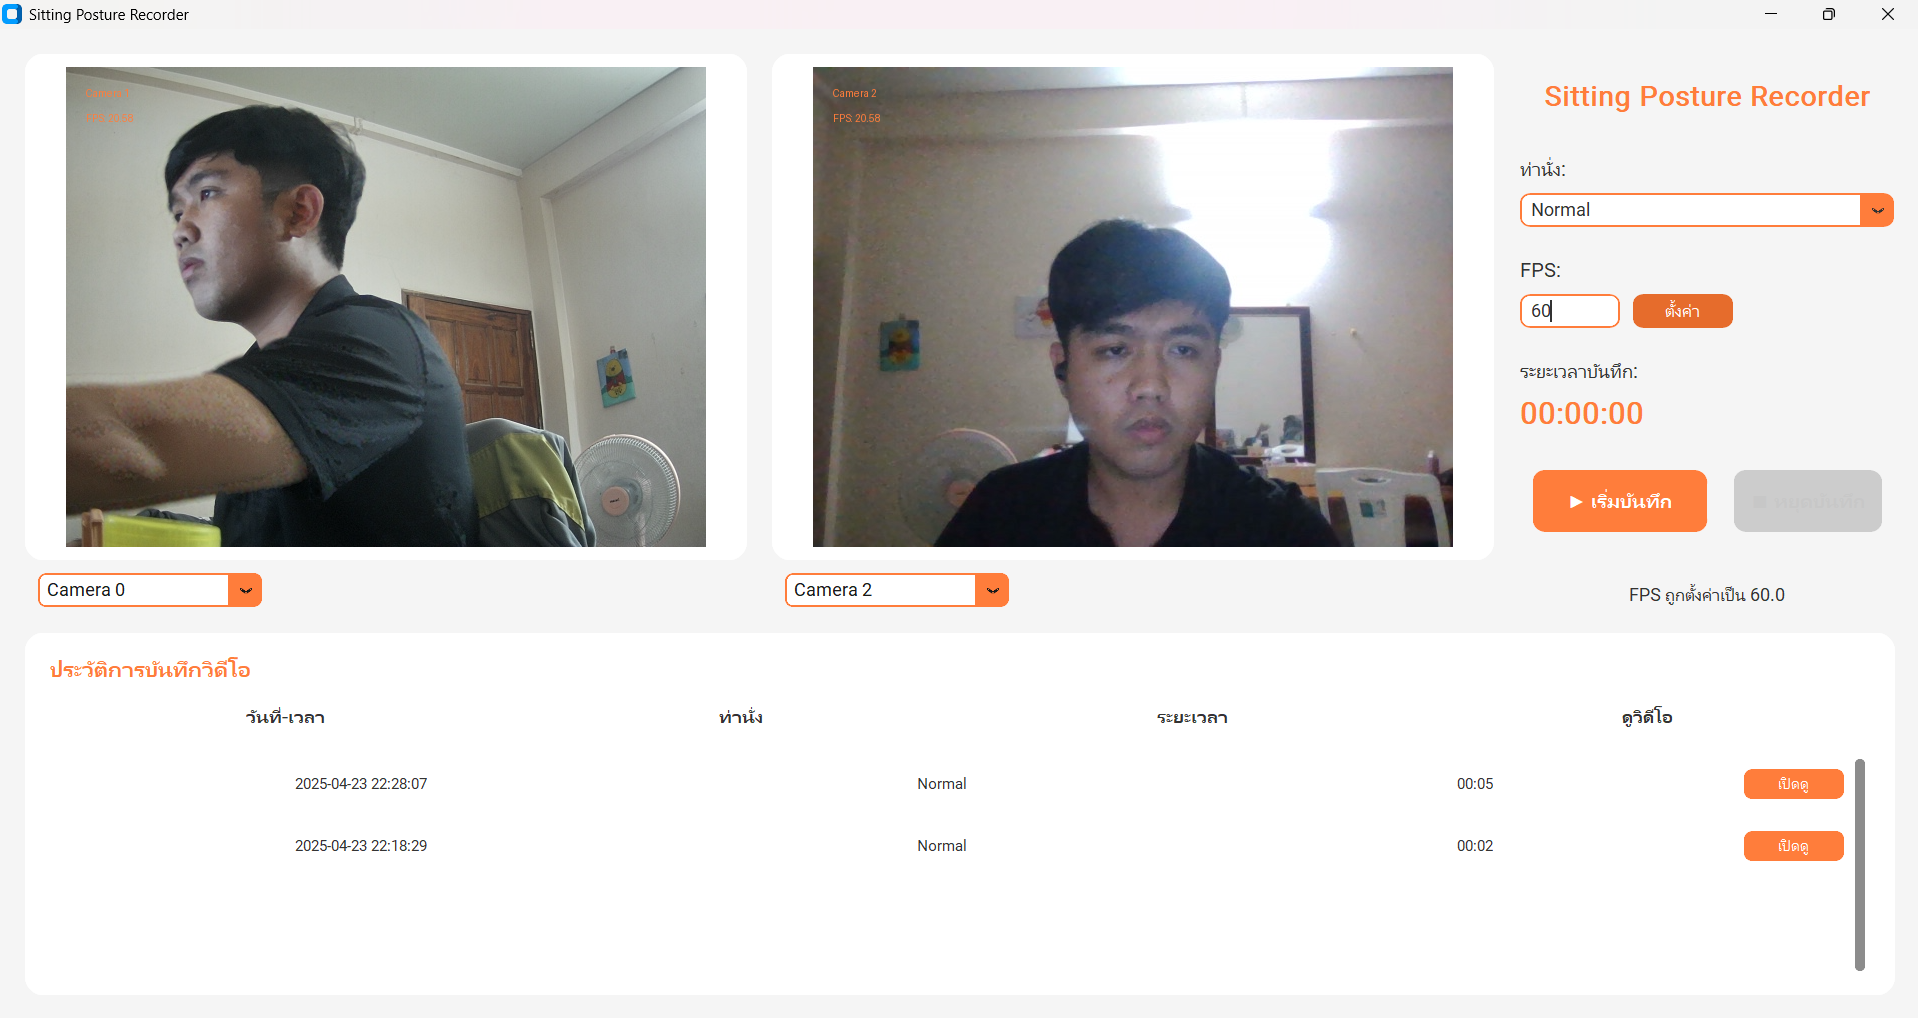 Sitting Posture Recorder
Camera 2
FPS: 20.58
Sitting Posture Recorder
ท่านั่ง:
Normal
FPS:
60
ตั้งค่า
ระยะเวลาบันทึก:
00:00:00
► เริ่มบันทึก
Camera 0
Camera 2
FPS ถูกตั้งค่าเป็น 60.0
ประวัติการบันทึกวิดีโอ
วันที่-เวลา ท่านั่ง ระยะเวลา ดูวิดีโอ
2025-04-23 22:28:07 Normal 00:05 เปิดดู
2025-04-23 22:18:29 Normal 00:02 เปิดดู